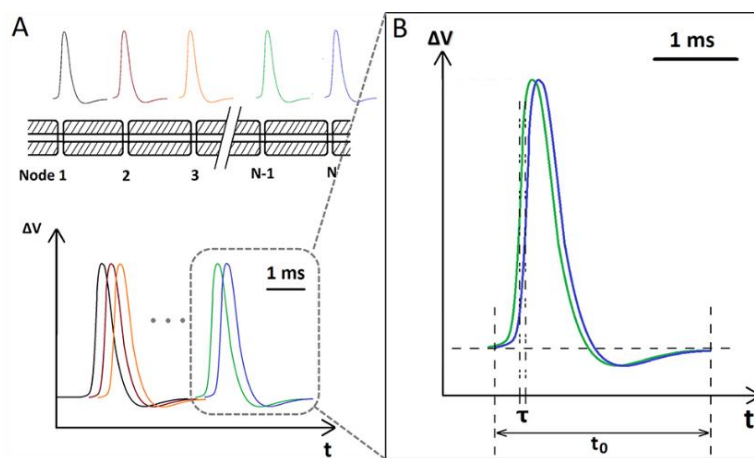 A
Node 1 2 3 N-1 N
ΔV
1 ms
t
B
ΔV
1 ms
τ
t
t₀